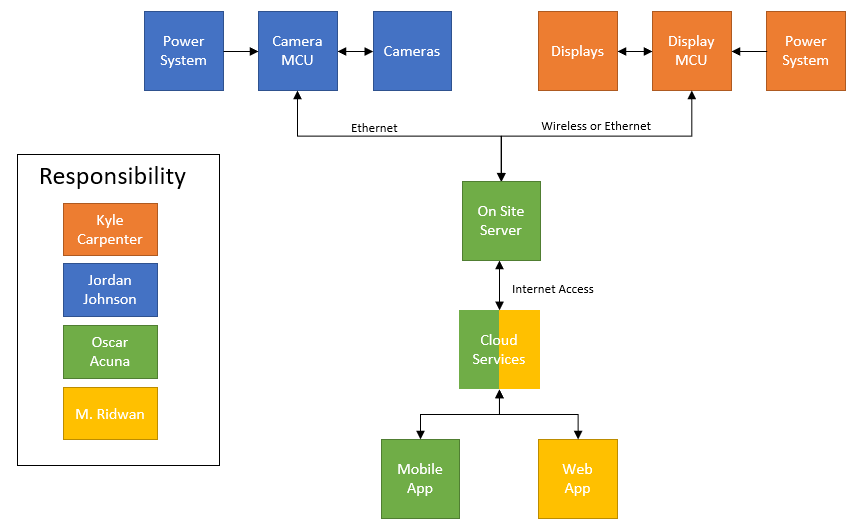 Power
System
Camera
MCU
Cameras
Displays
Display
MCU
Power
System
Ethernet
Wireless or Ethernet
Responsibility
Kyle
Carpenter
Jordan
Johnson
Oscar
Acuna
M. Ridwan
On Site
Server
Internet Access
Cloud
Services
Mobile
App
Web
App